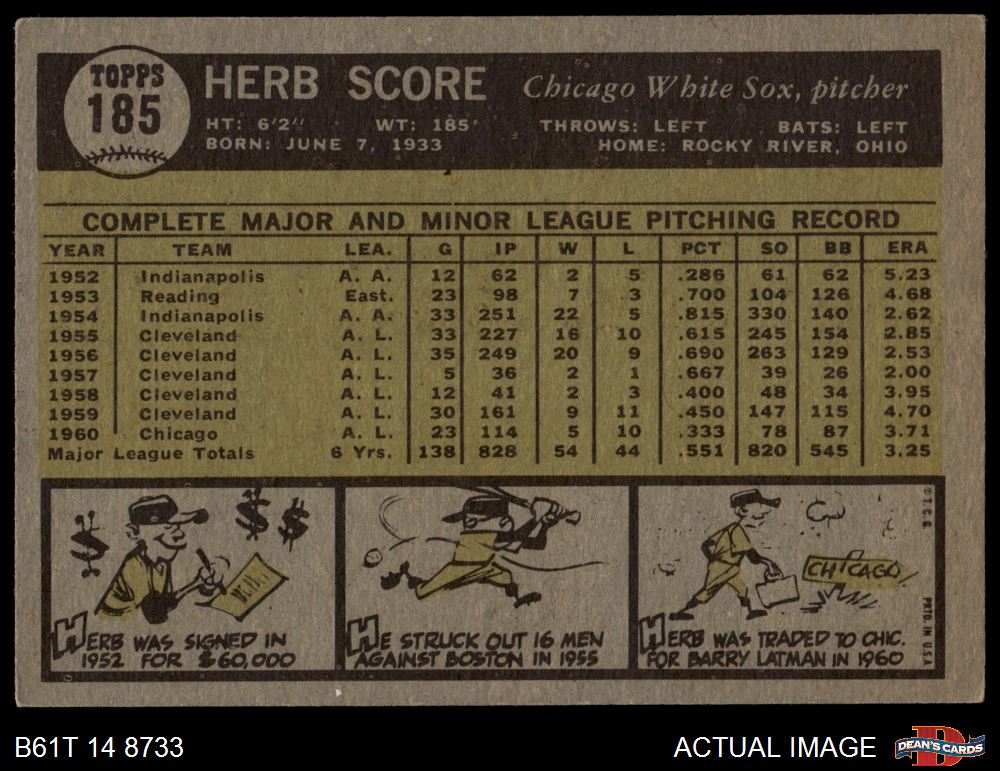 TOPPS
185
HERB SCORE
Chicago White Sox, pitcher
HT: 6'2" WT: 185
THROWS: LEFT BATS: LEFT
BORN: JUNE 7, 1933
HOME: ROCKY RIVER, OHIO
COMPLETE MAJOR AND MINOR LEAGUE PITCHING RECORD
YEAR TEAM LEA. G IP W L PCT SO BB ERA
1952 Indianapolis A. A. 12 62 2 5 .286 61 62 5.23
1953 Reading East. 23 98 7 3 .700 104 126 4.68
1954 Indianapolis A. A. 33 251 22 5 .815 330 140 2.62
1955 Cleveland A. L. 33 227 16 10 .615 245 154 2.85
1956 Cleveland A. L. 35 249 20 9 .690 263 129 2.53
1957 Cleveland A. L. 5 36 2 1 .667 39 26 2.00
1958 Cleveland A. L. 12 41 2 3 .400 48 34 3.95
1959 Cleveland A. L. 30 161 9 11 .450 147 115 4.70
1960 Chicago A. L. 23 114 5 10 .333 78 87 3.71
Major League Totals 6 Yrs. 138 828 54 44 .551 820 545 3.25
$ $ $
HERB WAS SIGNED IN
1952 FOR $60,000
HE STRUCK OUT 16 MEN
AGAINST BOSTON IN 1955
CHICAGO
HERB WAS TRADED TO CHIC.
FOR BARRY LATMAN IN 1960
© T. C. G.
PRTD. IN U.S.A.
B61T 14 8733
ACTUAL IMAGE
D
DEAN'S CARDS